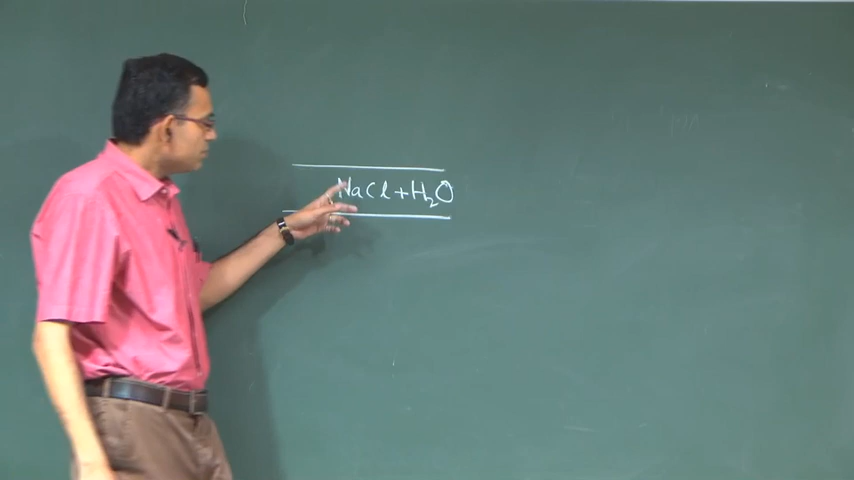 NaCl + H₂O